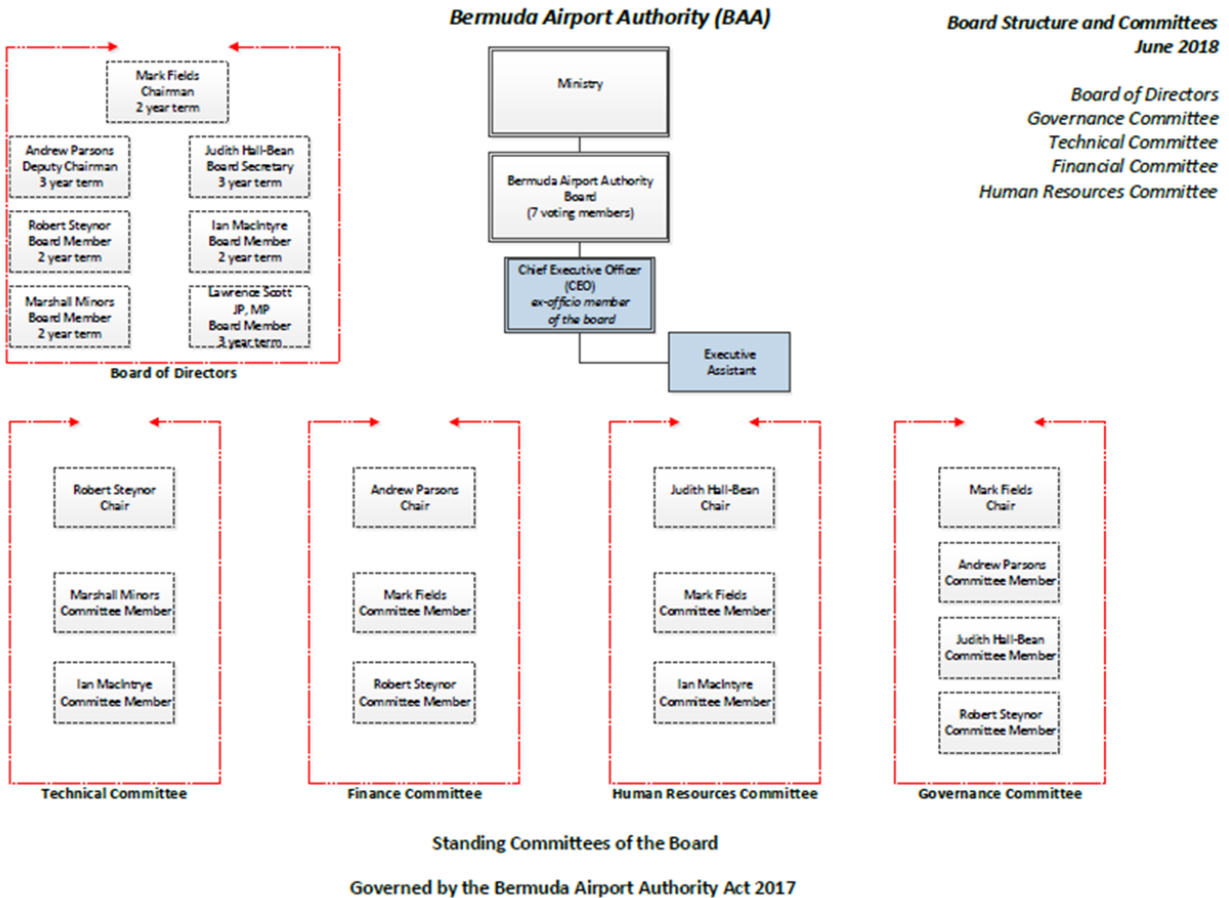 Bermuda Airport Authority (BAA)
Board Structure and Committees
June 2018
Board of Directors
Governance Committee
Technical Committee
Financial Committee
Human Resources Committee
Mark Fields
Chairman
2 year term
Andrew Parsons
Deputy Chairman
3 year term
Judith Hall-Bean
Board Secretary
3 year term
Robert Steynor
Board Member
2 year term
Ian MacIntyre
Board Member
2 year term
Marshall Minors
Board Member
2 year term
Lawrence Scott
JP, MP
Board Member
3 year term
Board of Directors
Ministry
Bermuda Airport Authority
Board
(7 voting members)
Chief Executive Officer
(CEO)
ex-officio member
of the board
Executive
Assistant
Robert Steynor
Chair
Marshall Minors
Committee Member
Ian MacIntrye
Committee Member
Technical Committee
Andrew Parsons
Chair
Mark Fields
Committee Member
Robert Steynor
Committee Member
Finance Committee
Judith Hall-Bean
Chair
Mark Fields
Committee Member
Ian MacIntyre
Committee Member
Human Resources Committee
Mark Fields
Chair
Andrew Parsons
Committee Member
Judith Hall-Bean
Committee Member
Robert Steynor
Committee Member
Governance Committee
Standing Committees of the Board
Governed by the Bermuda Airport Authority Act 2017